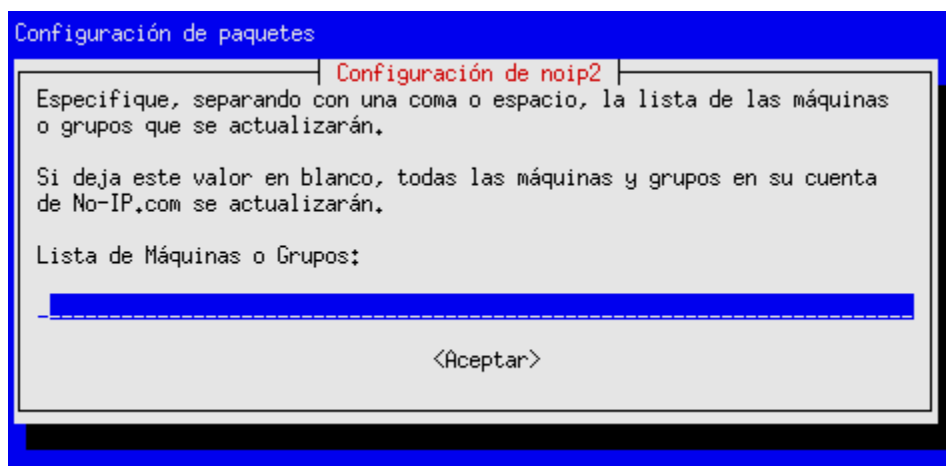 Configuración de paquetes
Configuración de noip2
Especifique, separando con una coma o espacio, la lista de las máquinas
o grupos que se actualizarán.
Si deja este valor en blanco, todas las máquinas y grupos en su cuenta
de No-IP.com se actualizarán.
Lista de Máquinas o Grupos:
<Aceptar>